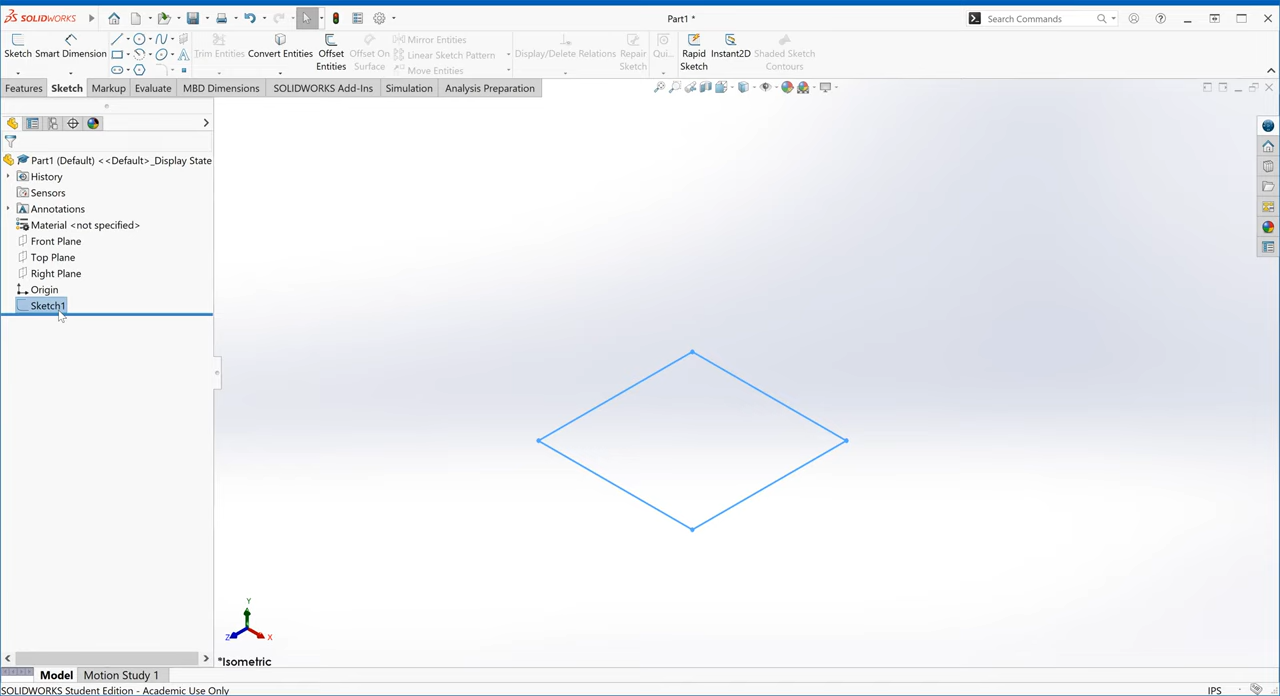 SOLIDWORKS
Part1 *
Search Commands
Sketch Smart Dimension Trim Entities Convert Entities Offset Entities Offset On Surface Mirror Entities Display/Delete Relations Repair Sketch Qui... Rapid Sketch Instant2D Shaded Sketch Contours
Linear Sketch Pattern
Move Entities
Features Sketch Markup Evaluate MBD Dimensions SOLIDWORKS Add-Ins Simulation Analysis Preparation
Part1 (Default) <<Default>_Display State
History
Sensors
Annotations
Material <not specified>
Front Plane
Top Plane
Right Plane
Origin
Sketch1
Y
Z X
*Isometric
Model Motion Study 1
SOLIDWORKS Student Edition - Academic Use Only IPS